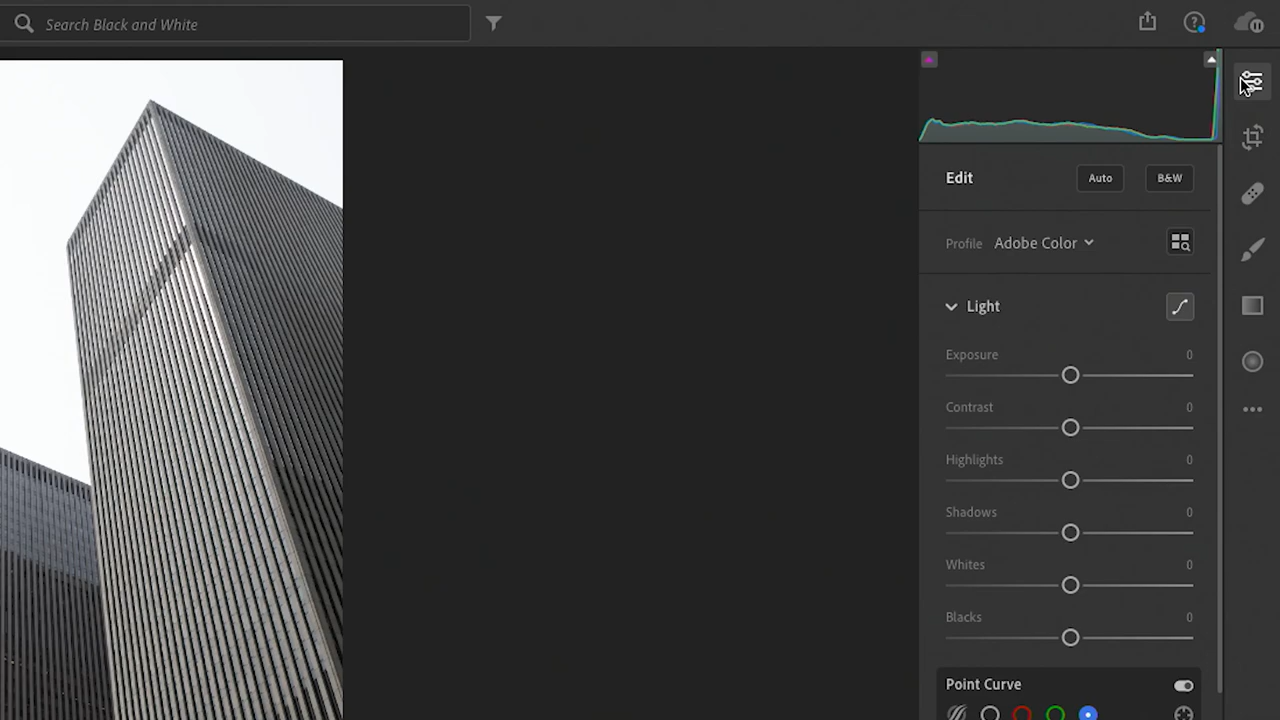 Search Black and White
Edit Auto B&W
Profile Adobe Color
Light
Exposure 0
Contrast 0
Highlights 0
Shadows 0
Whites 0
Blacks 0
Point Curve